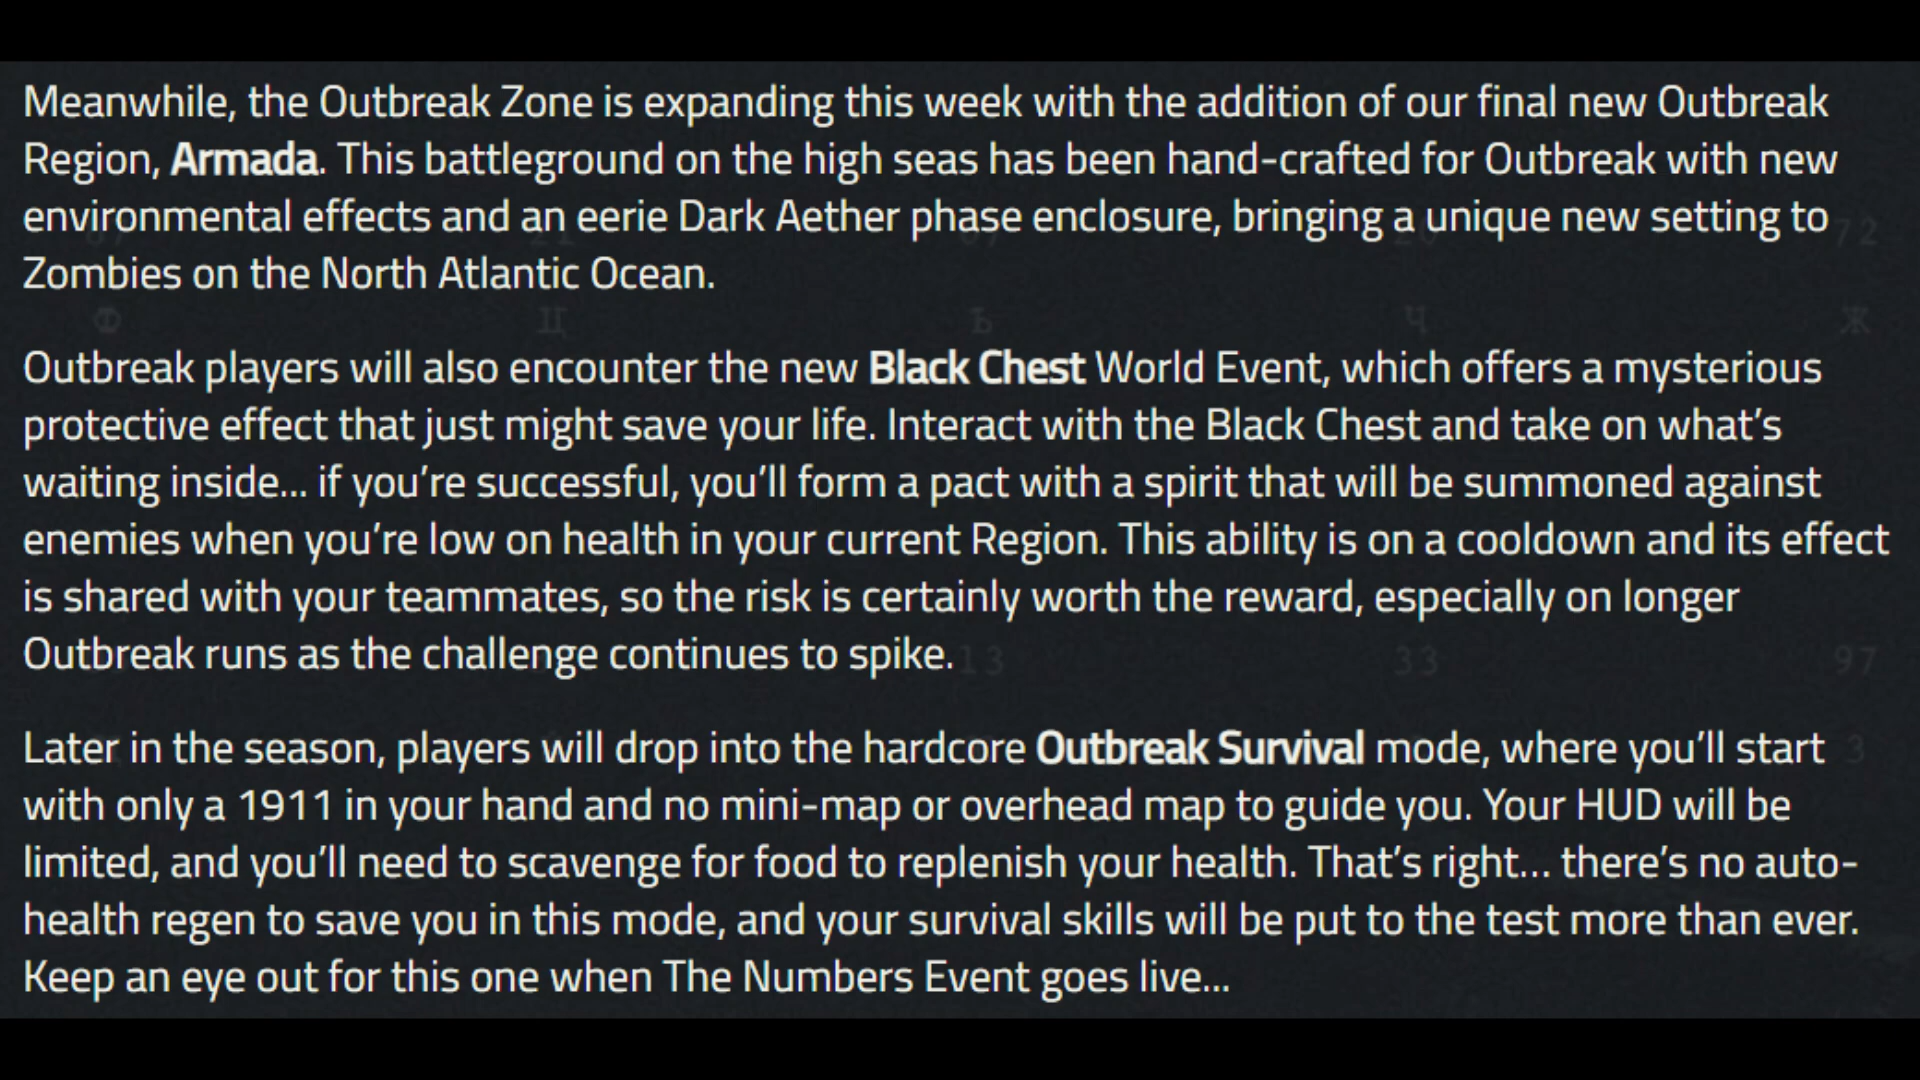 Meanwhile, the Outbreak Zone is expanding this week with the addition of our final new Outbreak
Region, Armada. This battleground on the high seas has been hand-crafted for Outbreak with new
environmental effects and an eerie Dark Aether phase enclosure, bringing a unique new setting to
72
Zombies on the North Atlantic Ocean.
Ф Ц Ъ Ч Ж
Outbreak players will also encounter the new Black Chest World Event, which offers a mysterious
protective effect that just might save your life. Interact with the Black Chest and take on what’s
waiting inside... if you’re successful, you’ll form a pact with a spirit that will be summoned against
enemies when you’re low on health in your current Region. This ability is on a cooldown and its effect
is shared with your teammates, so the risk is certainly worth the reward, especially on longer
Outbreak runs as the challenge continues to spike.
13 33 97
Later in the season, players will drop into the hardcore Outbreak Survival mode, where you’ll start
3
with only a 1911 in your hand and no mini-map or overhead map to guide you. Your HUD will be
limited, and you’ll need to scavenge for food to replenish your health. That’s right... there’s no auto-
health regen to save you in this mode, and your survival skills will be put to the test more than ever.
Keep an eye out for this one when The Numbers Event goes live...